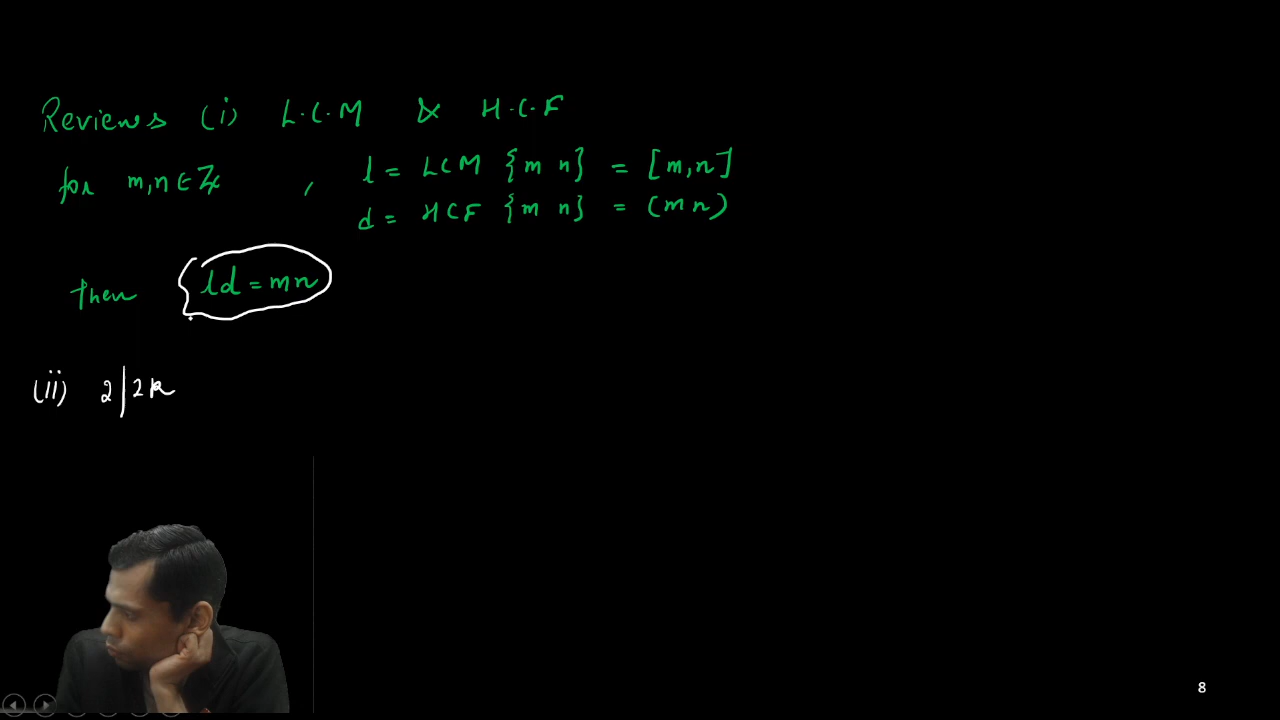 Reviews (i) L.C.M & H.C.F
for m,n ∈ ℤ , l = LCM {m n} = [m,n]
d = HCF {m n} = (m n)
then ld = mn
(ii) 2|2k
8